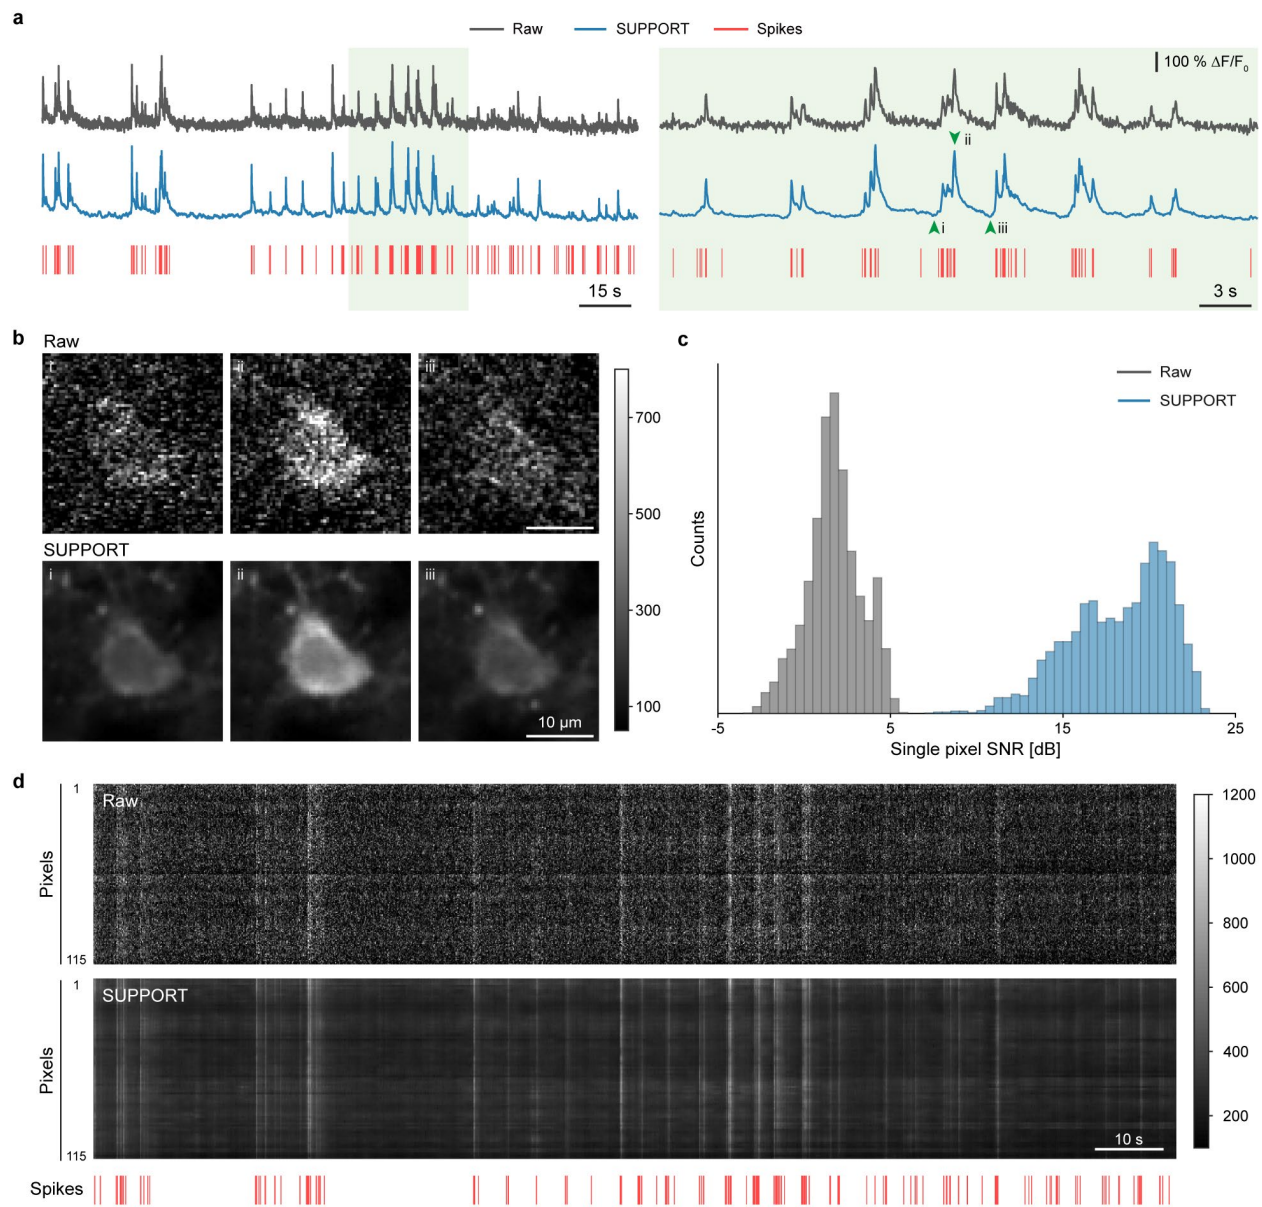 a
Raw
SUPPORT
Spikes
100 % ΔF/F₀
ii
i
iii
15 s
3 s
b
Raw
i
ii
iii
SUPPORT
i
ii
iii
10 µm
700
500
300
100
c
Raw
SUPPORT
Counts
-5
5
15
25
Single pixel SNR [dB]
d
1
Raw
Pixels
115
1
SUPPORT
Pixels
115
10 s
1200
1000
800
600
400
200
Spikes